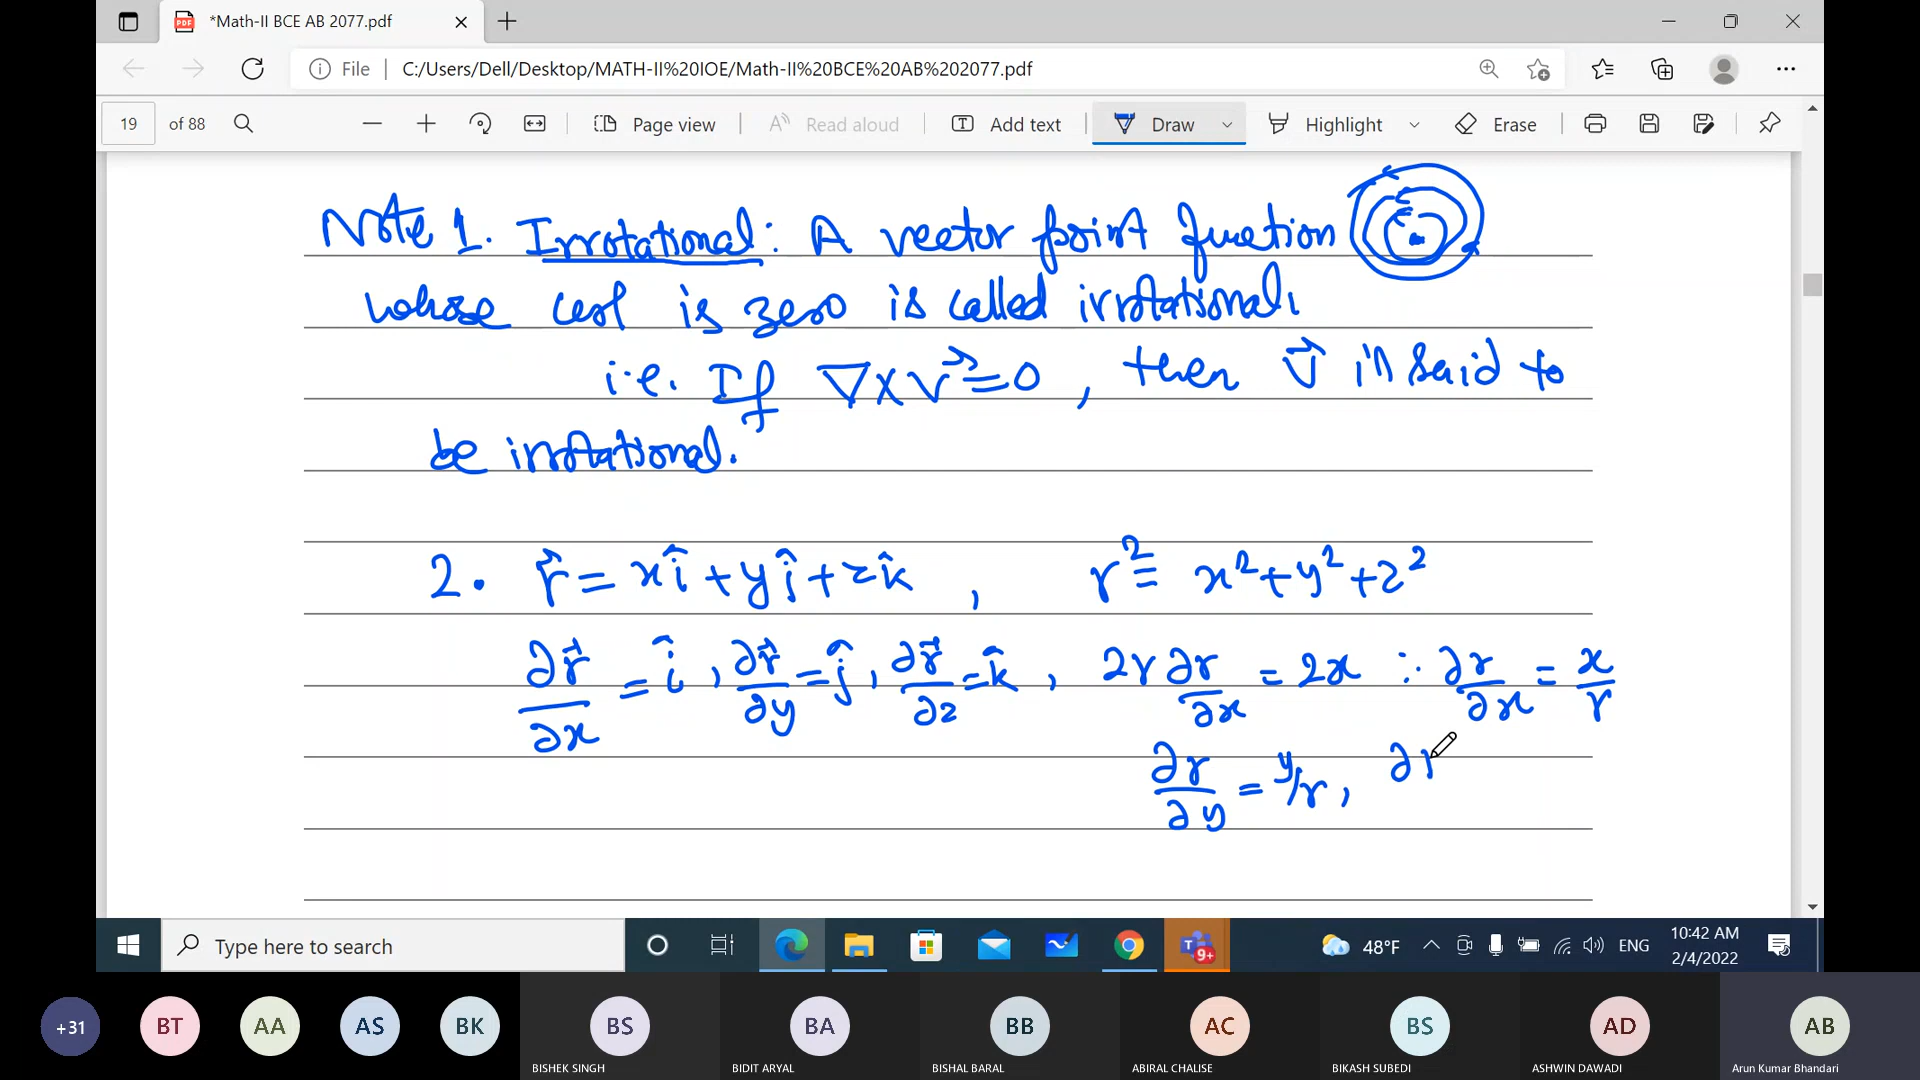 *Math-II BCE AB 2077.pdf
File C:/Users/Dell/Desktop/MATH-II%20IOE/Math-II%20BCE%20AB%202077.pdf
19 of 88 Page view Read aloud Add text Draw Highlight Erase
Note 1. Irrotational: A vector point function
whose curl is zero is called irrotational.
i.e. If ∇×v⃗=0, then v⃗ is said to
be irrotational.
2. r⃗ = xî+yĵ+zk̂ , r²= x²+y²+z²
∂r⃗/∂x = î, ∂r⃗/∂y = ĵ, ∂r⃗/∂z = k̂, 2r ∂r/∂x = 2x ∴ ∂r/∂x = x/r
∂r/∂y = y/r, ∂r
Type here to search 9+ 48°F ENG 10:42 AM
2/4/2022
+31 BT AA AS BK BS BA BB AC BS AD AB
BISHEK SINGH BIDIT ARYAL BISHAL BARAL ABIRAL CHALISE BIKASH SUBEDI ASHWIN DAWADI Arun Kumar Bhandari